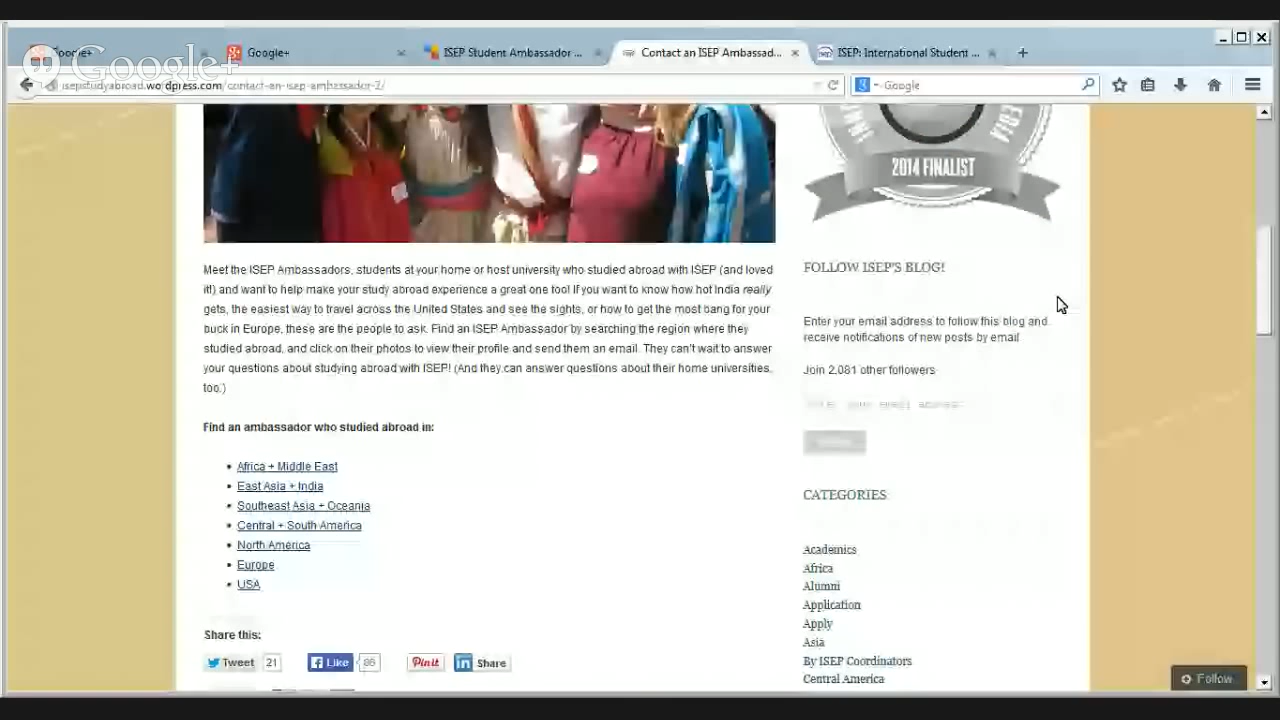 Google+
Google+
ISEP Student Ambassador ...
Contact an ISEP Ambassad...
ISEP: International Student ...
isepstudyabroad.wordpress.com/contact-an-isep-ambassador-2/
Google
2014 FINALIST
Meet the ISEP Ambassadors, students at your home or host university who studied abroad with ISEP (and loved
it!) and want to help make your study abroad experience a great one too! If you want to know how hot India really
gets, the easiest way to travel across the United States and see the sights, or how to get the most bang for your
buck in Europe, these are the people to ask. Find an ISEP Ambassador by searching the region where they
studied abroad, and click on their photos to view their profile and send them an email. They can't wait to answer
your questions about studying abroad with ISEP! (And they can answer questions about their home universities,
too.)
Find an ambassador who studied abroad in:
Africa + Middle East
East Asia + India
Southeast Asia + Oceania
Central + South America
North America
Europe
USA
Share this:
Tweet 21
Like 86
Pin it
Share
FOLLOW ISEP'S BLOG!
Enter your email address to follow this blog and
receive notifications of new posts by email
Join 2,081 other followers
CATEGORIES
Academics
Africa
Alumni
Application
Apply
Asia
By ISEP Coordinators
Central America
Follow